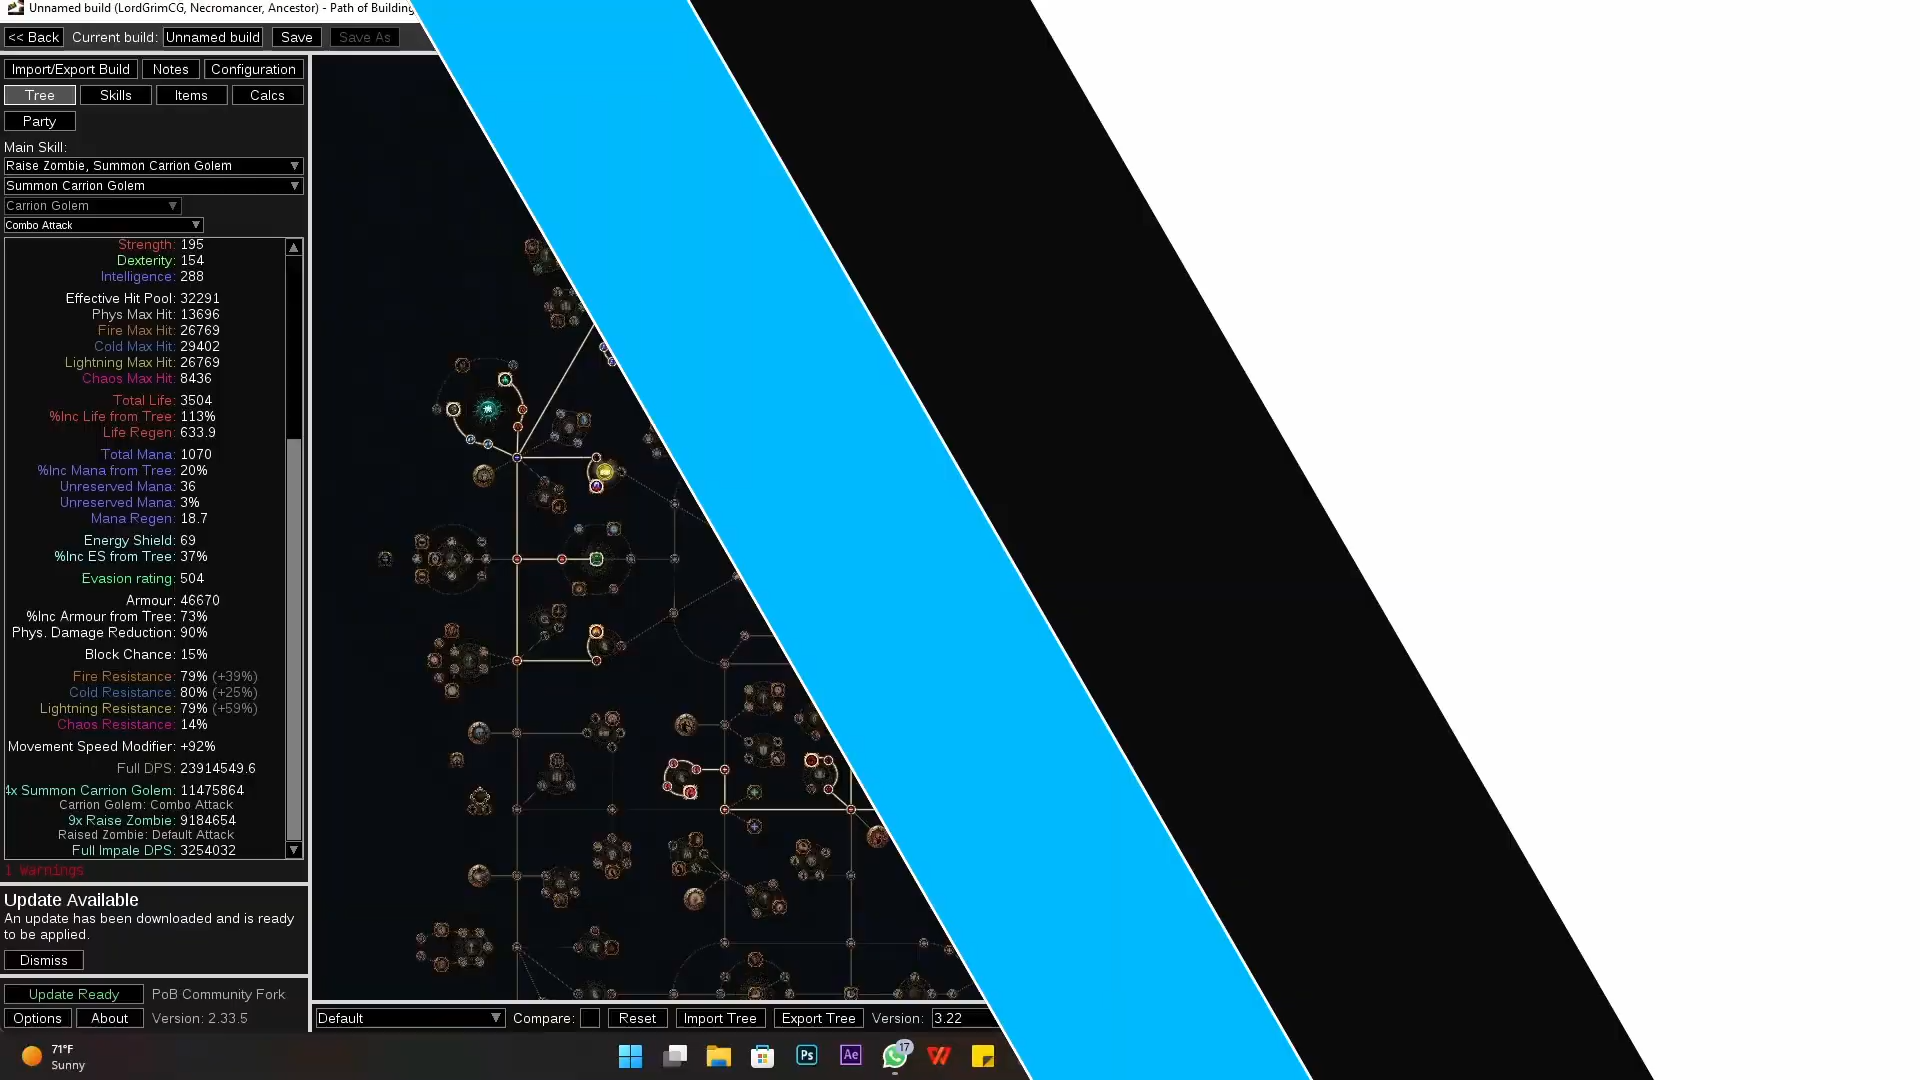 Unnamed build (LordGrimCG, Necromancer, Ancestor) - Path of Building
<< Back Current build: Unnamed build Save Save As
Import/Export Build Notes Configuration
Tree Skills Items Calcs
Party
Main Skill:
Raise Zombie, Summon Carrion Golem
Summon Carrion Golem
Carrion Golem
Combo Attack
Strength: 195
Dexterity: 154
Intelligence: 288
Effective Hit Pool: 32291
Phys Max Hit: 13696
Fire Max Hit: 26769
Cold Max Hit: 29402
Lightning Max Hit: 26769
Chaos Max Hit: 8436
Total Life: 3504
%Inc Life from Tree: 113%
Life Regen: 633.9
Total Mana: 1070
%Inc Mana from Tree: 20%
Unreserved Mana: 36
Unreserved Mana: 3%
Mana Regen: 18.7
Energy Shield: 69
%Inc ES from Tree: 37%
Evasion rating: 504
Armour: 46670
%Inc Armour from Tree: 73%
Phys. Damage Reduction: 90%
Block Chance: 15%
Fire Resistance: 79% (+39%)
Cold Resistance: 80% (+25%)
Lightning Resistance: 79% (+59%)
Chaos Resistance: 14%
Movement Speed Modifier: +92%
Full DPS: 23914549.6
4x Summon Carrion Golem: 11475864
Carrion Golem: Combo Attack
9x Raise Zombie: 9184654
Raised Zombie: Default Attack
Full Impale DPS: 3254032
1 Warnings
Update Available
An update has been downloaded and is ready
to be applied.
Dismiss
Update Ready PoB Community Fork
Options About Version: 2.33.5
Default Compare: Reset Import Tree Export Tree Version: 3.22
71°F
Sunny
Ps
Ae
17